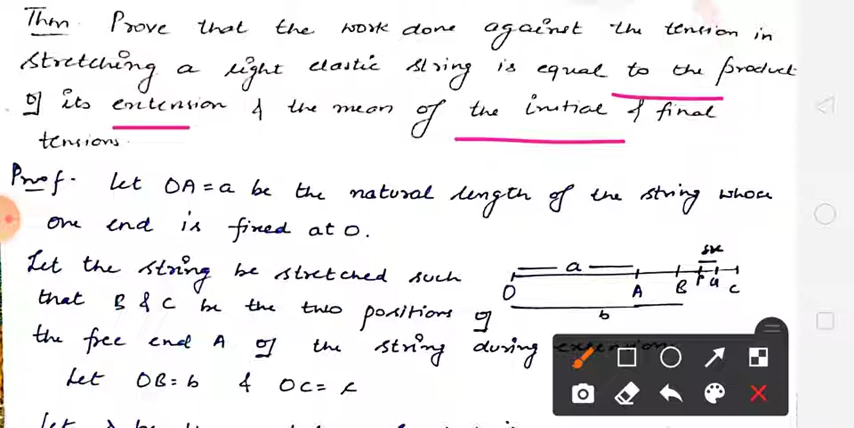 Thm Prove that the work done against the tension in
stretching a light elastic string is equal to the product
of its extension & the mean of the initial & final
tensions.
Proof. Let OA = a be the natural length of the string whose
one end is fixed at O.
Let the string be stretched such
that B & C be the two positions of
the free end A of the string during
Let OB = b & OC = c
a
δx
O A B P Q C
b